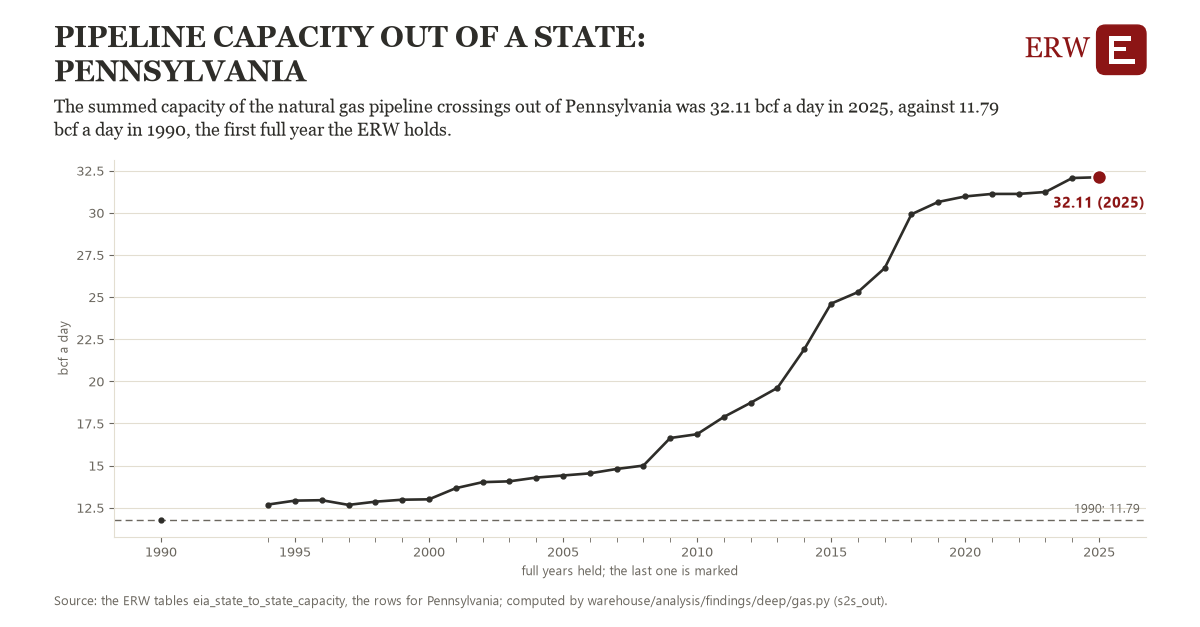 PIPELINE CAPACITY OUT OF A STATE:
PENNSYLVANIA
ERW E
The summed capacity of the natural gas pipeline crossings out of Pennsylvania was 32.11 bcf a day in 2025, against 11.79
bcf a day in 1990, the first full year the ERW holds.
32.5
30
27.5
25
22.5
20
17.5
15
12.5
bcf a day
32.11 (2025)
1990: 11.79
1990 1995 2000 2005 2010 2015 2020 2025
full years held; the last one is marked
Source: the ERW tables eia_state_to_state_capacity, the rows for Pennsylvania; computed by warehouse/analysis/findings/deep/gas.py (s2s_out).